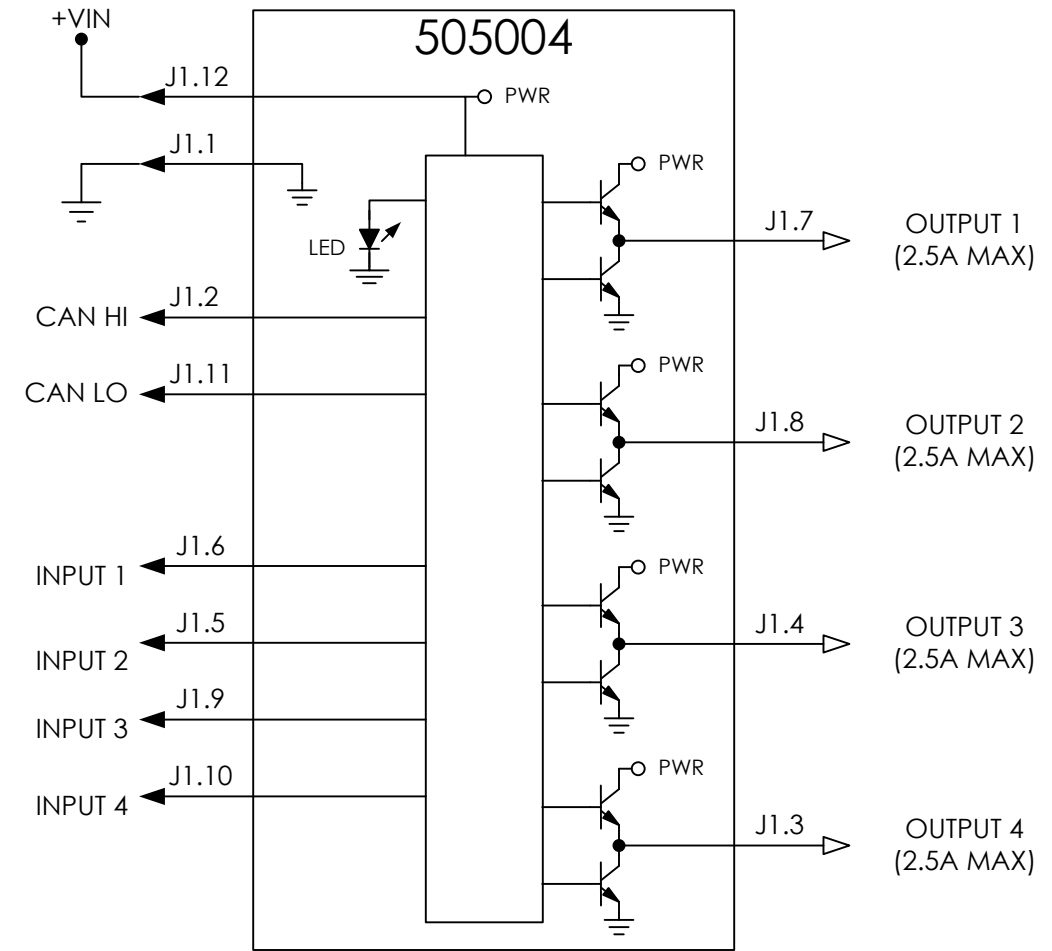 +VIN
505004
J1.12
PWR
J1.1
LED
J1.2
CAN HI
J1.11
CAN LO
J1.6
INPUT 1
J1.5
INPUT 2
J1.9
INPUT 3
J1.10
INPUT 4
PWR
J1.7
OUTPUT 1
(2.5A MAX)
PWR
J1.8
OUTPUT 2
(2.5A MAX)
PWR
J1.4
OUTPUT 3
(2.5A MAX)
PWR
J1.3
OUTPUT 4
(2.5A MAX)